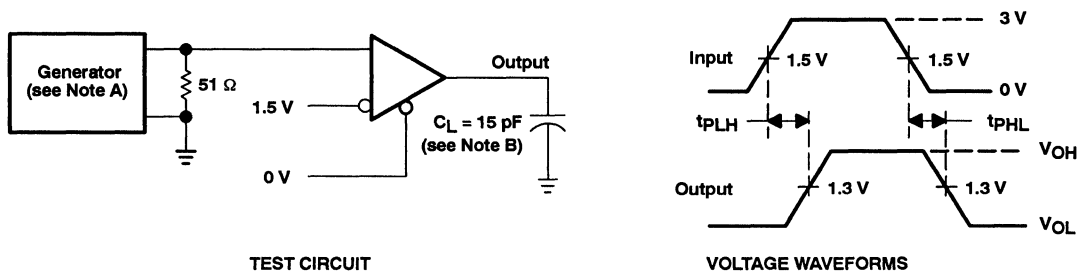 Generator
(see Note A)
51 Ω
1.5 V
0 V
Output
CL = 15 pF
(see Note B)
TEST CIRCUIT
3 V
Input
1.5 V
1.5 V
0 V
tPLH
tPHL
VOH
Output
1.3 V
1.3 V
VOL
VOLTAGE WAVEFORMS